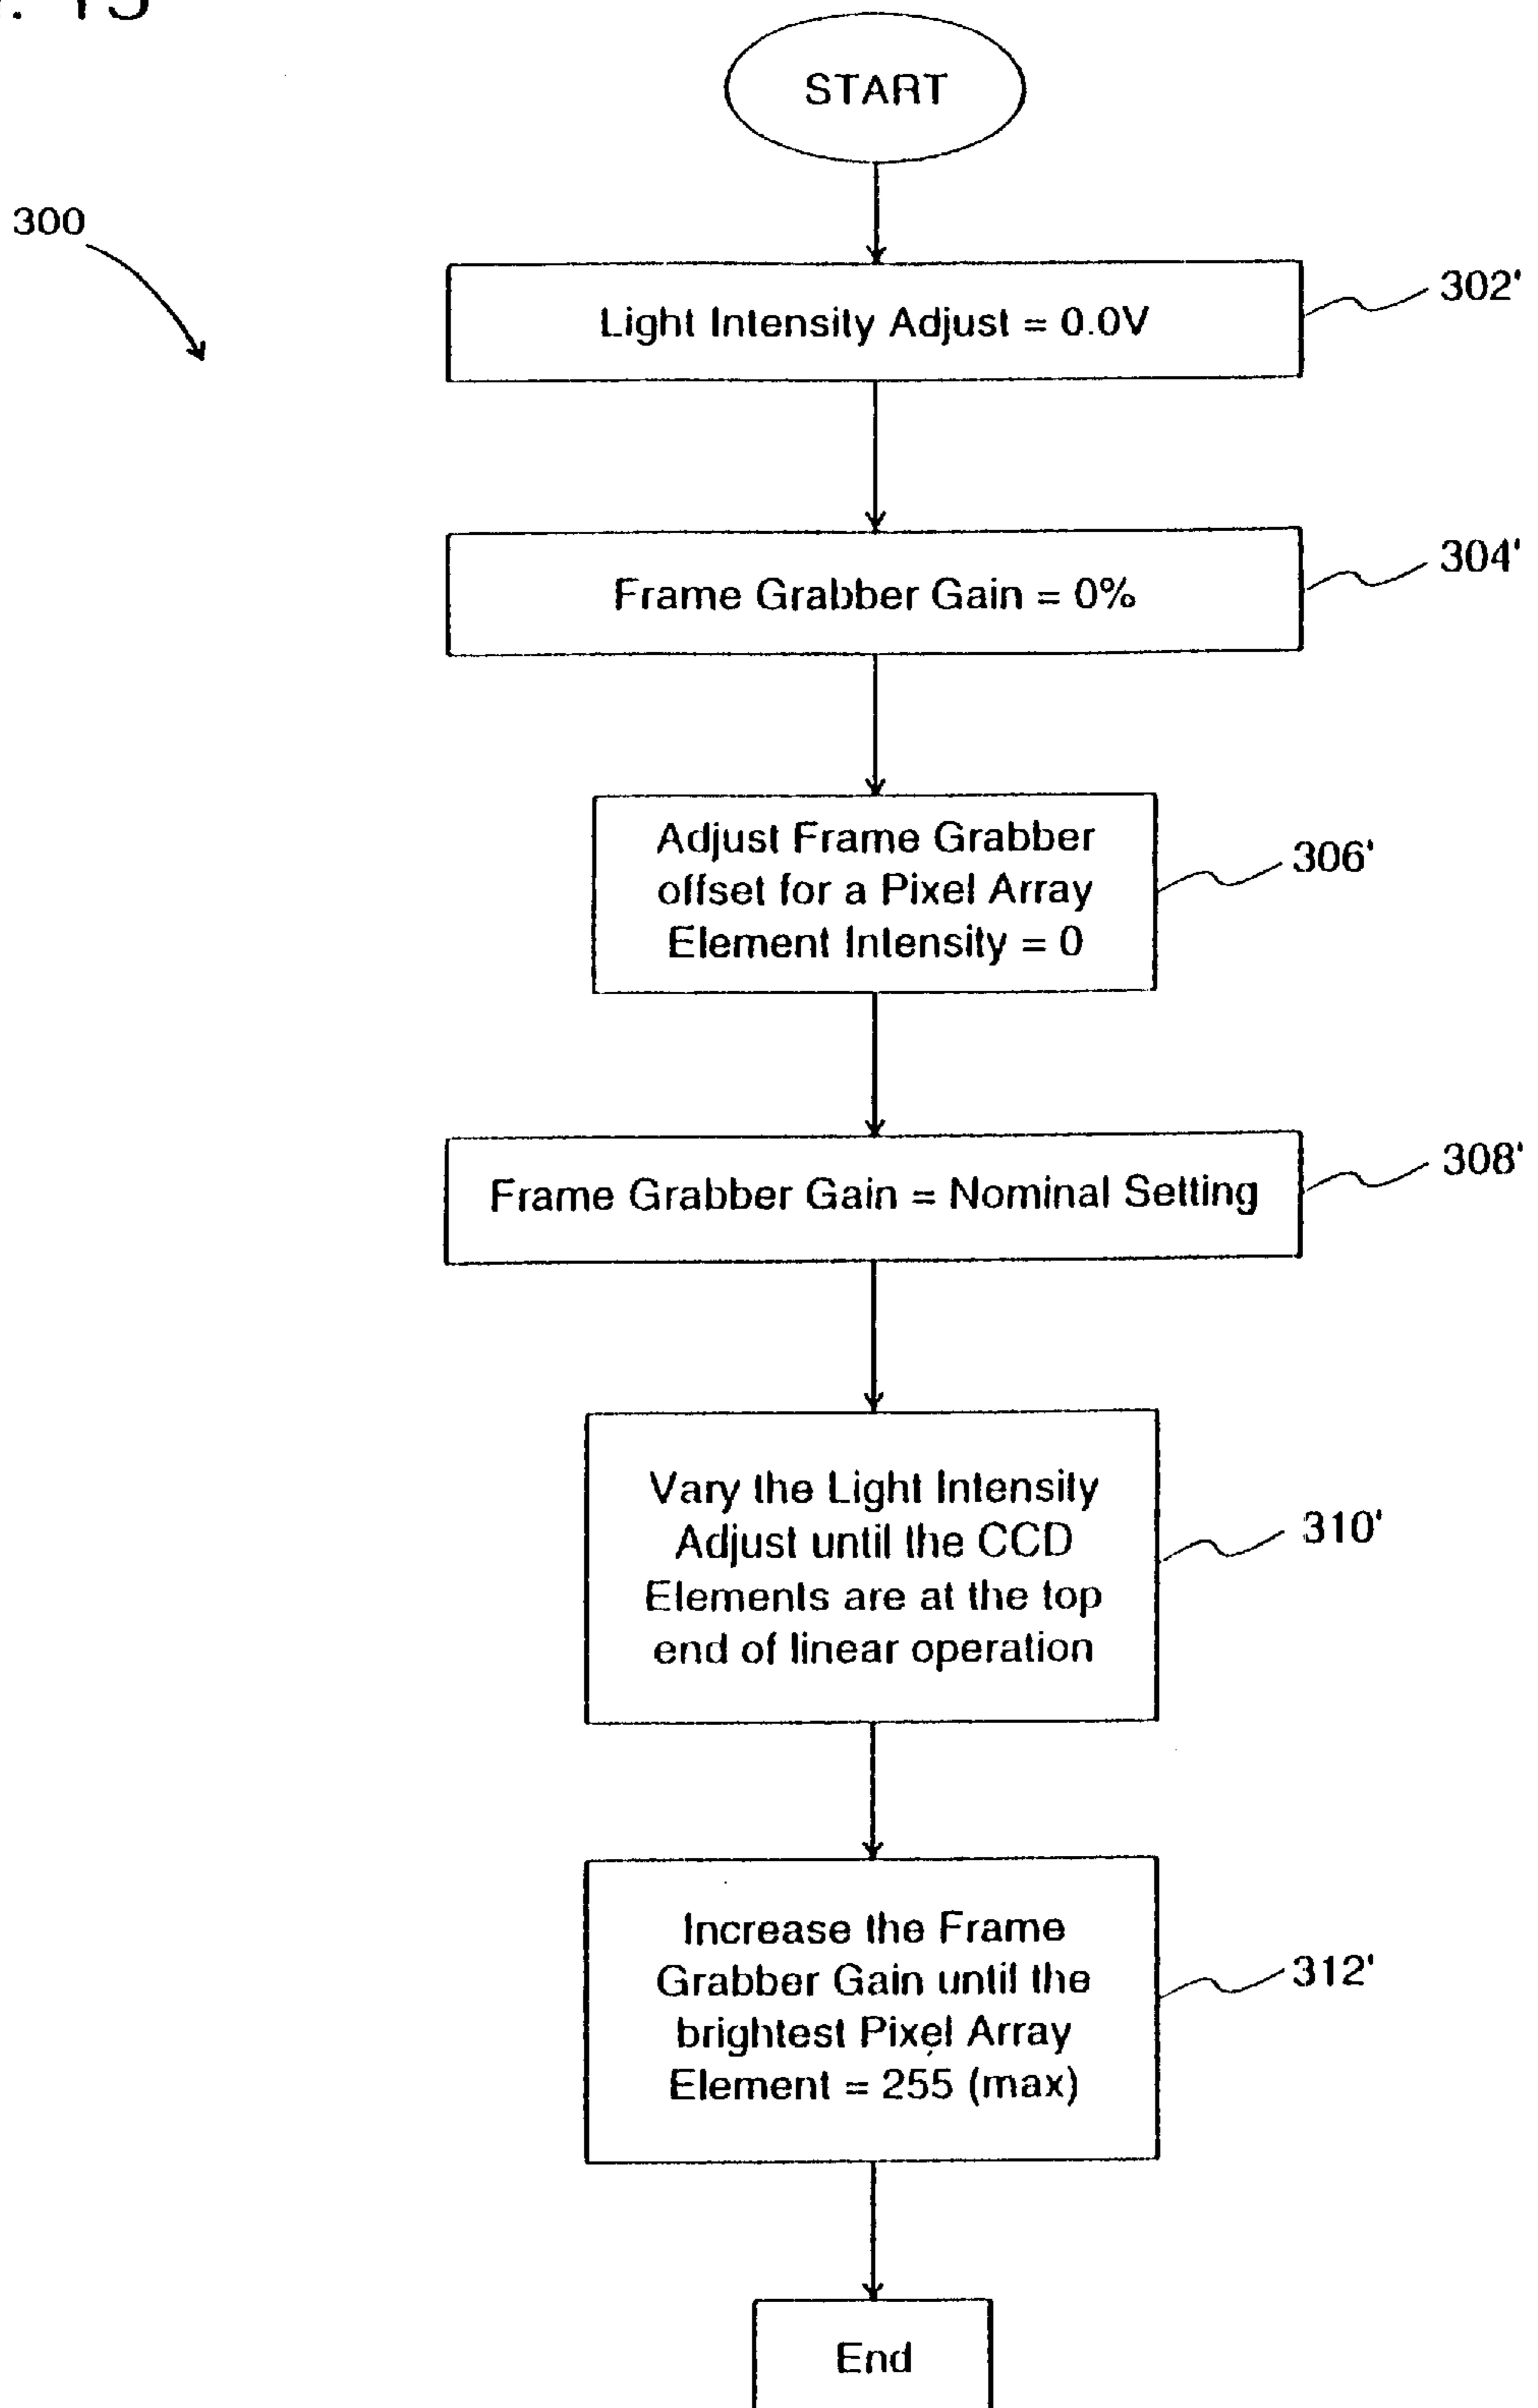 15
START
300
302'
Light Intensity Adjust = 0.0V
304'
Frame Grabber Gain = 0%
Adjust Frame Grabber
offset for a Pixel Array
Element Intensity = 0
306'
308'
Frame Grabber Gain = Nominal Setting
Vary the Light Intensity
Adjust until the CCD
Elements are at the top
end of linear operation
310'
Increase the Frame
Grabber Gain until the
brightest Pixel Array
Element = 255 (max)
312'
End